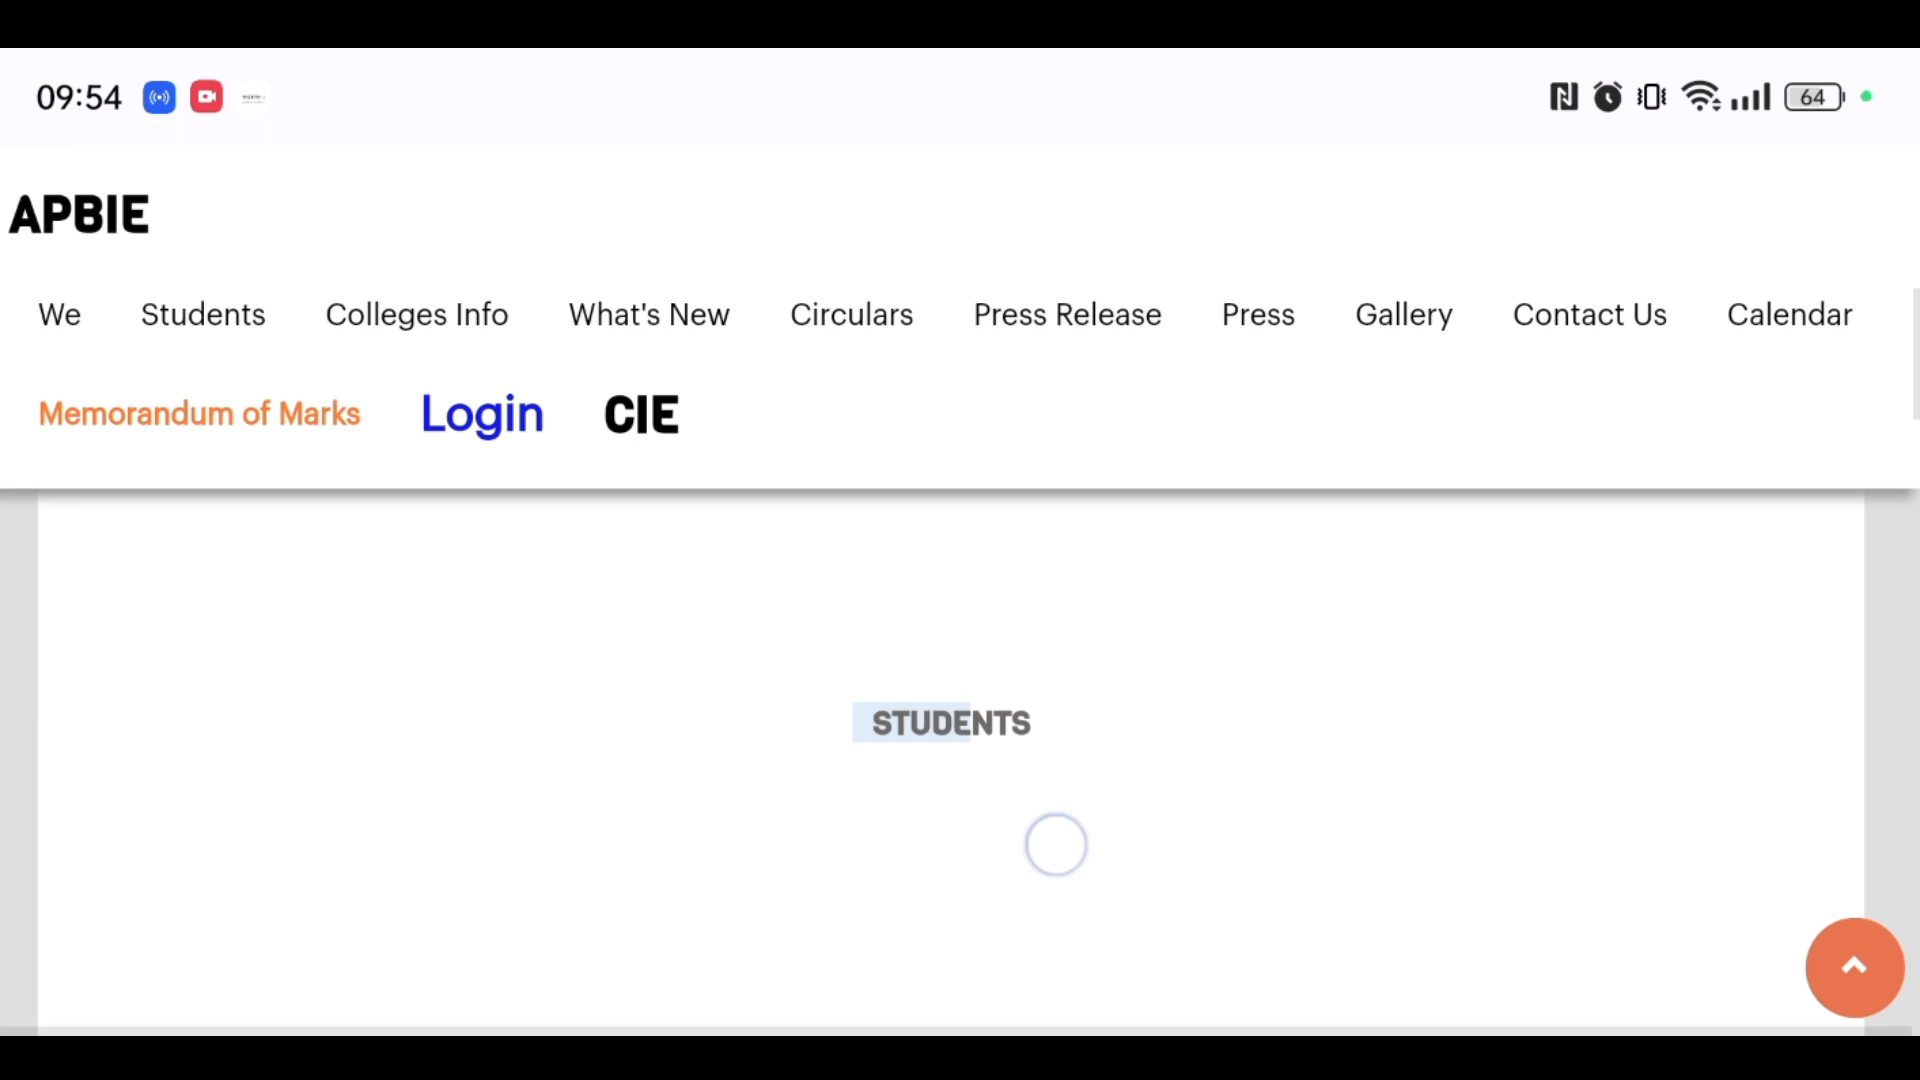 09:54
64
APBIE
We Students Colleges Info What's New Circulars Press Release Press Gallery Contact Us Calendar
Memorandum of Marks Login CIE
STUDENTS